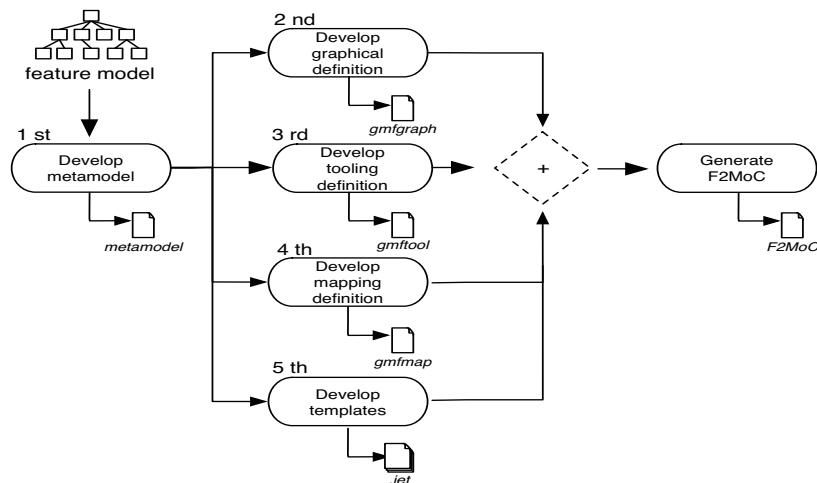 feature model
1 st
Develop
metamodel
metamodel
2 nd
Develop
graphical
definition
gmfgraph
3 rd
Develop
tooling
definition
gmftool
4 th
Develop
mapping
definition
gmfmap
5 th
Develop
templates
.jet
+
Generate
F2MoC
F2MoC